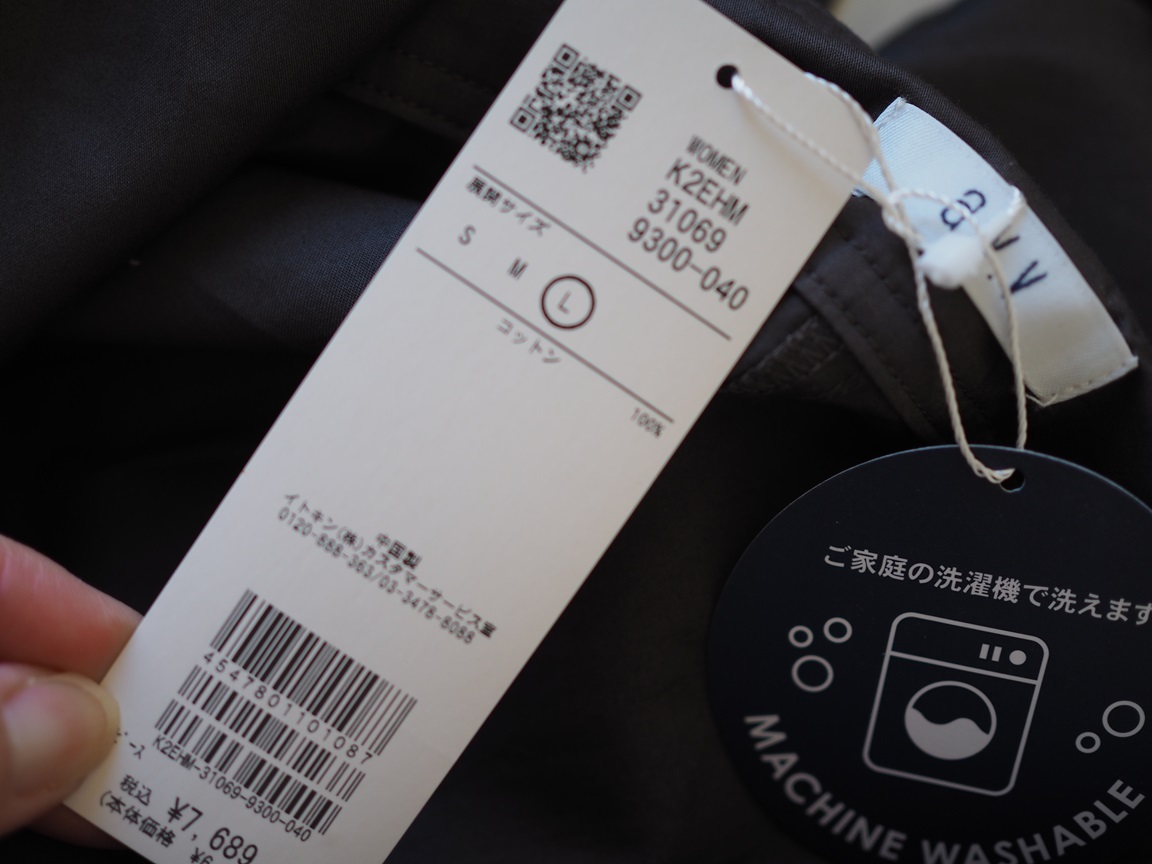 WOMEN
K2EHM
31069
9300-040
展開サイズ
S M L
コットン 100%
中国製
イトキン(株)カスタマーサービス室
0120-888-363/03-3478-8088
4547801101087
K2EHM-31069-9300-040
税込 ¥7,689
(本体価格
ご家庭の洗濯機で洗えます
MACHINE WASHABLE